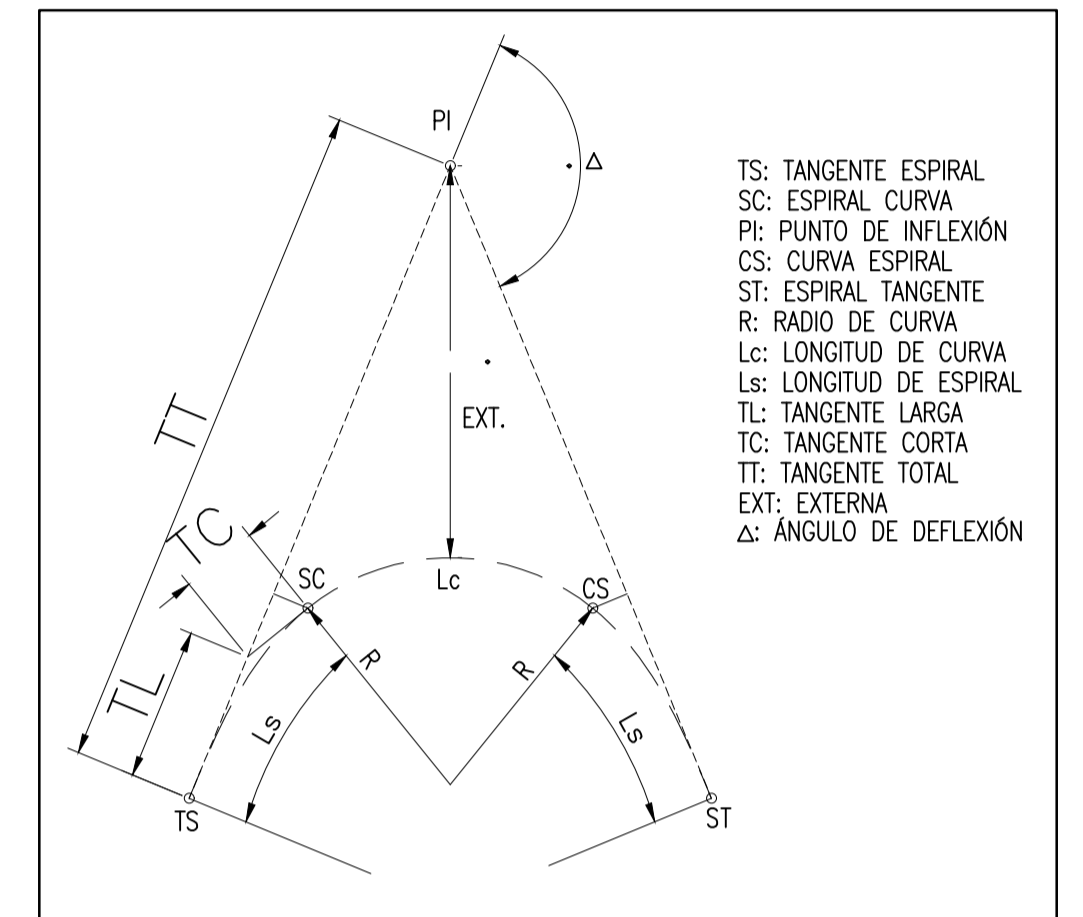 PI
Δ
TT
EXT.
TC
SC
Lc
CS
R
R
TL
Ls
Ls
TS
ST
TS: TANGENTE ESPIRAL
SC: ESPIRAL CURVA
PI: PUNTO DE INFLEXIÓN
CS: CURVA ESPIRAL
ST: ESPIRAL TANGENTE
R: RADIO DE CURVA
Lc: LONGITUD DE CURVA
Ls: LONGITUD DE ESPIRAL
TL: TANGENTE LARGA
TC: TANGENTE CORTA
TT: TANGENTE TOTAL
EXT: EXTERNA
Δ: ÁNGULO DE DEFLEXIÓN